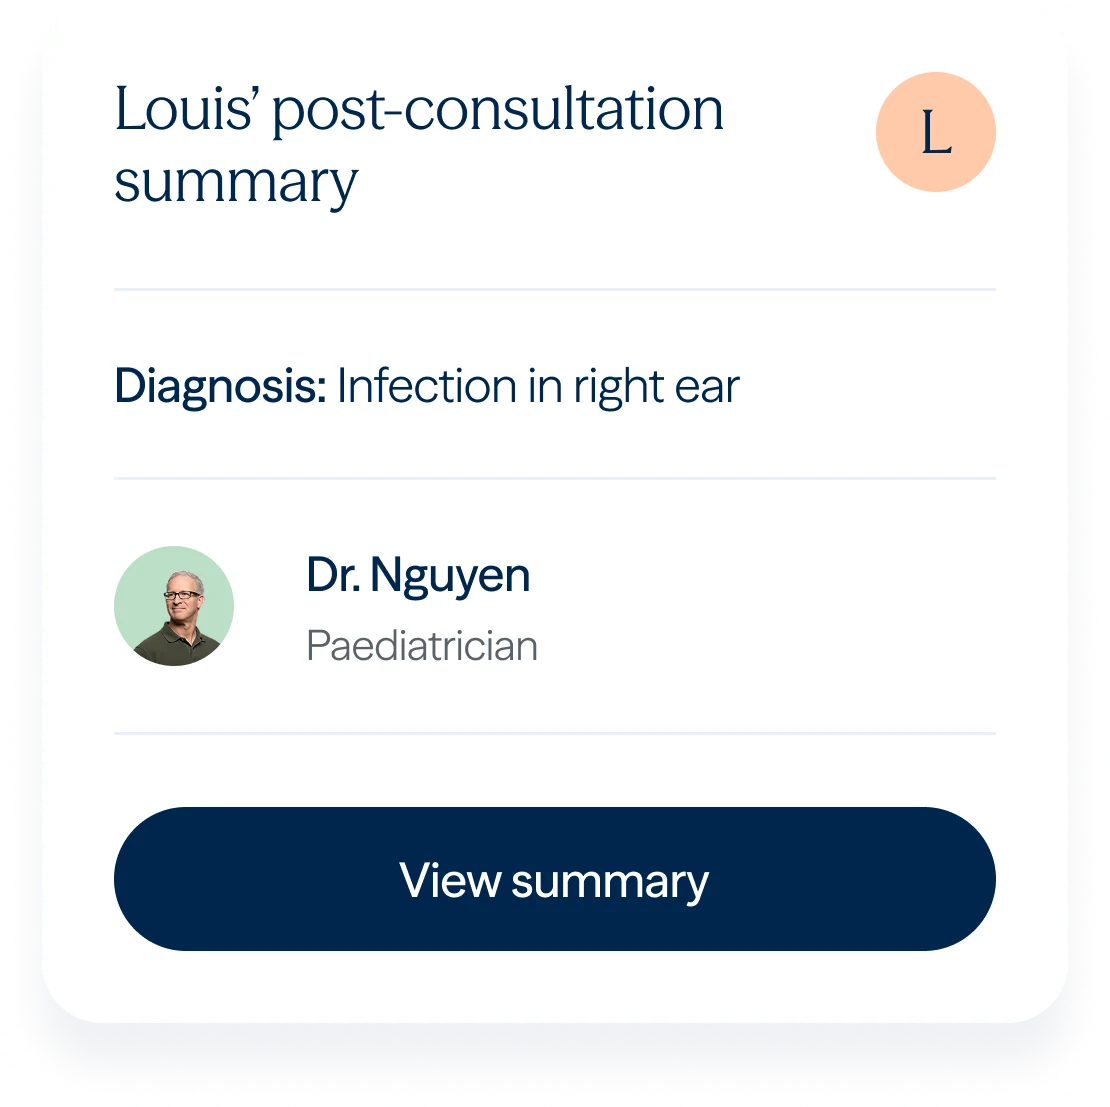 Louis’ post-consultation
summary
L
Diagnosis: Infection in right ear
Dr. Nguyen
Paediatrician
View summary